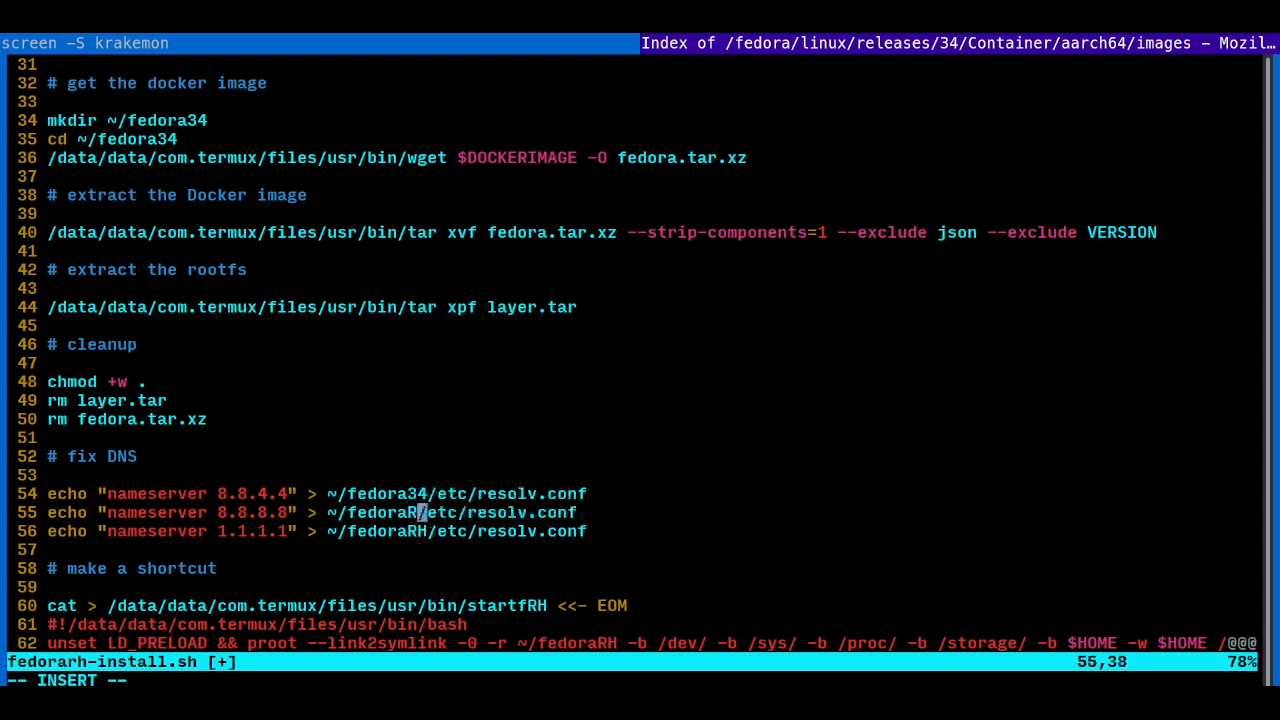 screen -S krakemon
Index of /fedora/linux/releases/34/Container/aarch64/images – Mozil…
31
32 # get the docker image
33
34 mkdir ~/fedora34
35 cd ~/fedora34
36 /data/data/com.termux/files/usr/bin/wget $DOCKERIMAGE -O fedora.tar.xz
37
38 # extract the Docker image
39
40 /data/data/com.termux/files/usr/bin/tar xvf fedora.tar.xz --strip-components=1 --exclude json --exclude VERSION
41
42 # extract the rootfs
43
44 /data/data/com.termux/files/usr/bin/tar xpf layer.tar
45
46 # cleanup
47
48 chmod +w .
49 rm layer.tar
50 rm fedora.tar.xz
51
52 # fix DNS
53
54 echo "nameserver 8.8.4.4" > ~/fedora34/etc/resolv.conf
55 echo "nameserver 8.8.8.8" > ~/fedoraR/etc/resolv.conf
56 echo "nameserver 1.1.1.1" > ~/fedoraRH/etc/resolv.conf
57
58 # make a shortcut
59
60 cat > /data/data/com.termux/files/usr/bin/startfRH <<- EOM
61 #!/data/data/com.termux/files/usr/bin/bash
62 unset LD_PRELOAD && proot --link2symlink -0 -r ~/fedoraRH -b /dev/ -b /sys/ -b /proc/ -b /storage/ -b $HOME -w $HOME /@@@
fedorarh-install.sh [+] 55,38 78%
-- INSERT --